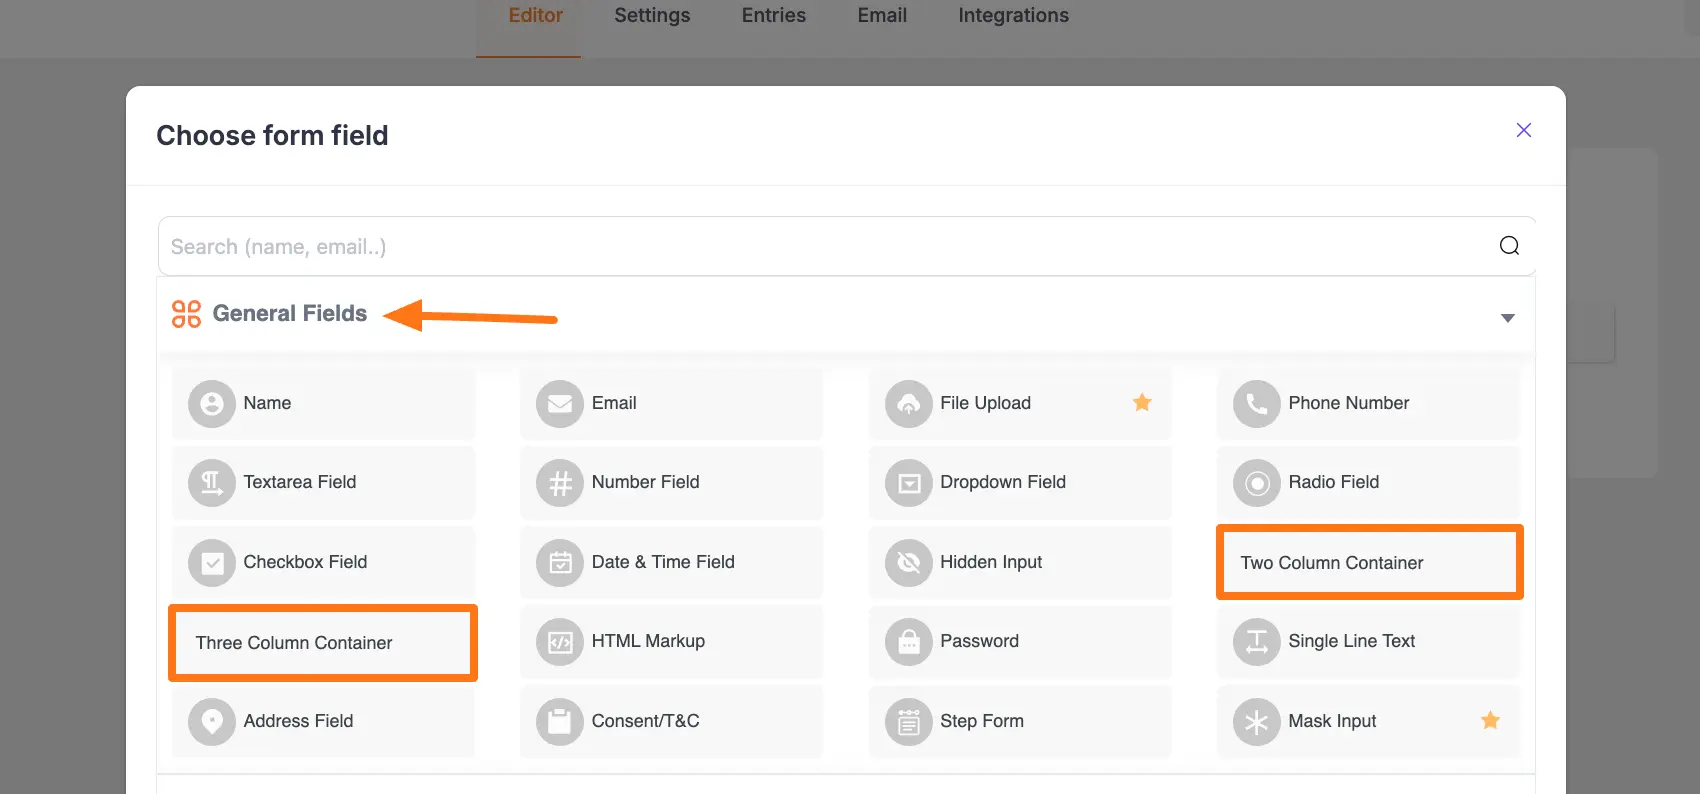 Editor Settings Entries Email Integrations
Choose form field
Search (name, email..)
General Fields
Name Email File Upload Phone Number
Textarea Field Number Field Dropdown Field Radio Field
Checkbox Field Date & Time Field Hidden Input Two Column Container
Three Column Container HTML Markup Password Single Line Text
Address Field Consent/T&C Step Form Mask Input